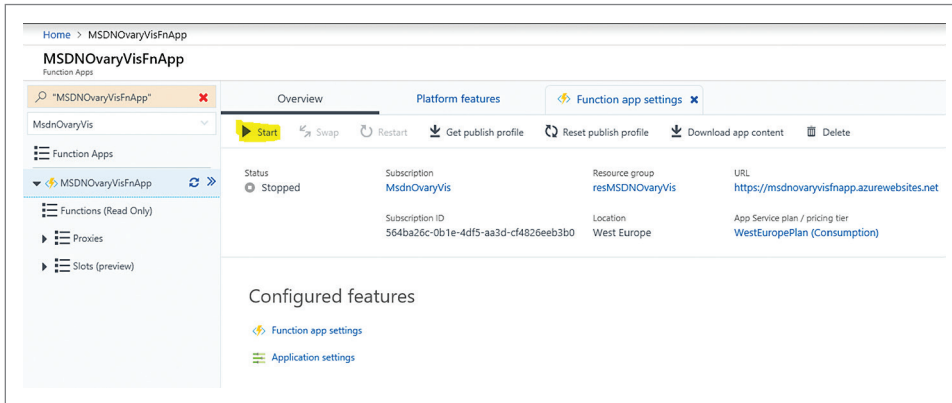 Home > MSDNOvaryVisFnApp
MSDNOvaryVisFnApp
Function Apps
"MSDNOvaryVisFnApp"
MsdnOvaryVis
Function Apps
MSDNOvaryVisFnApp
Functions (Read Only)
Proxies
Slots (preview)
Overview Platform features Function app settings
Start Swap Restart Get publish profile Reset publish profile Download app content Delete
Status Subscription Resource group URL
Stopped MsdnOvaryVis resMSDNOvaryVis https://msdnovaryvisfnapp.azurewebsites.net
Subscription ID Location App Service plan / pricing tier
564ba26c-0b1e-4df5-aa3d-cf4826eeb3b0 West Europe WestEuropePlan (Consumption)
Configured features
Function app settings
Application settings